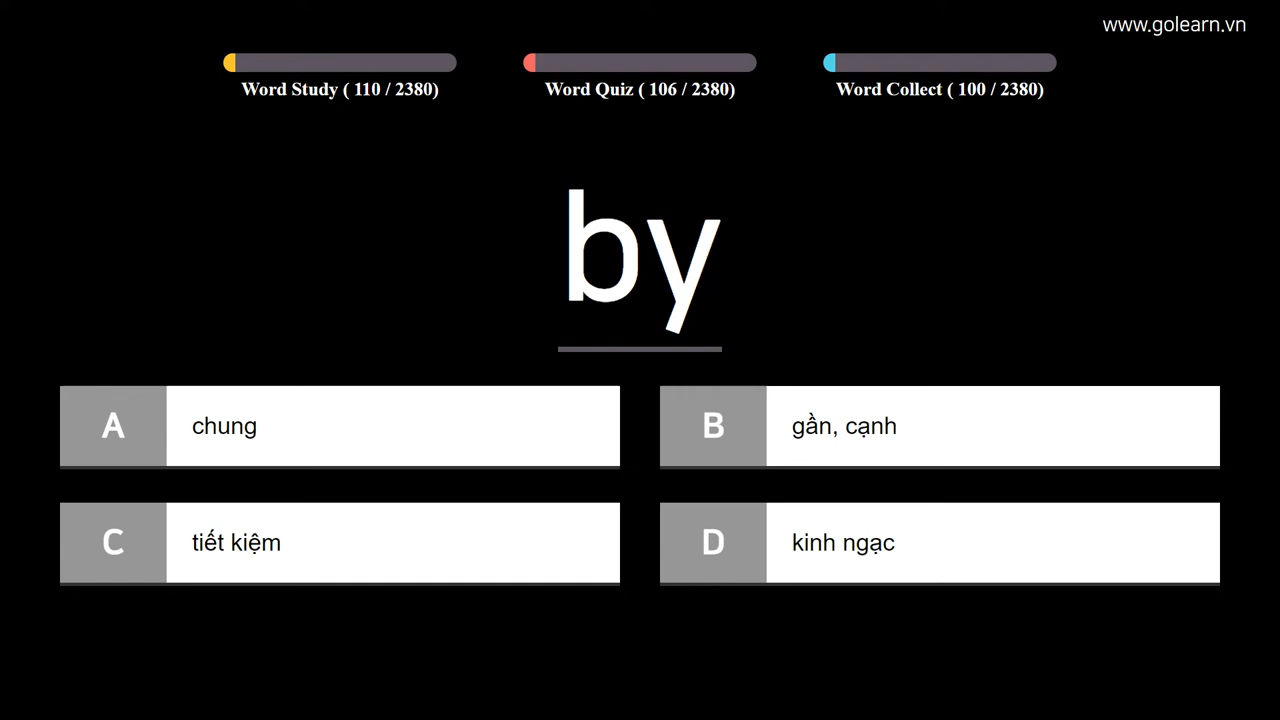 www.golearn.vn
Word Study ( 110 / 2380)
Word Quiz ( 106 / 2380)
Word Collect ( 100 / 2380)
by
A chung
B gần, cạnh
C tiết kiệm
D kinh ngạc